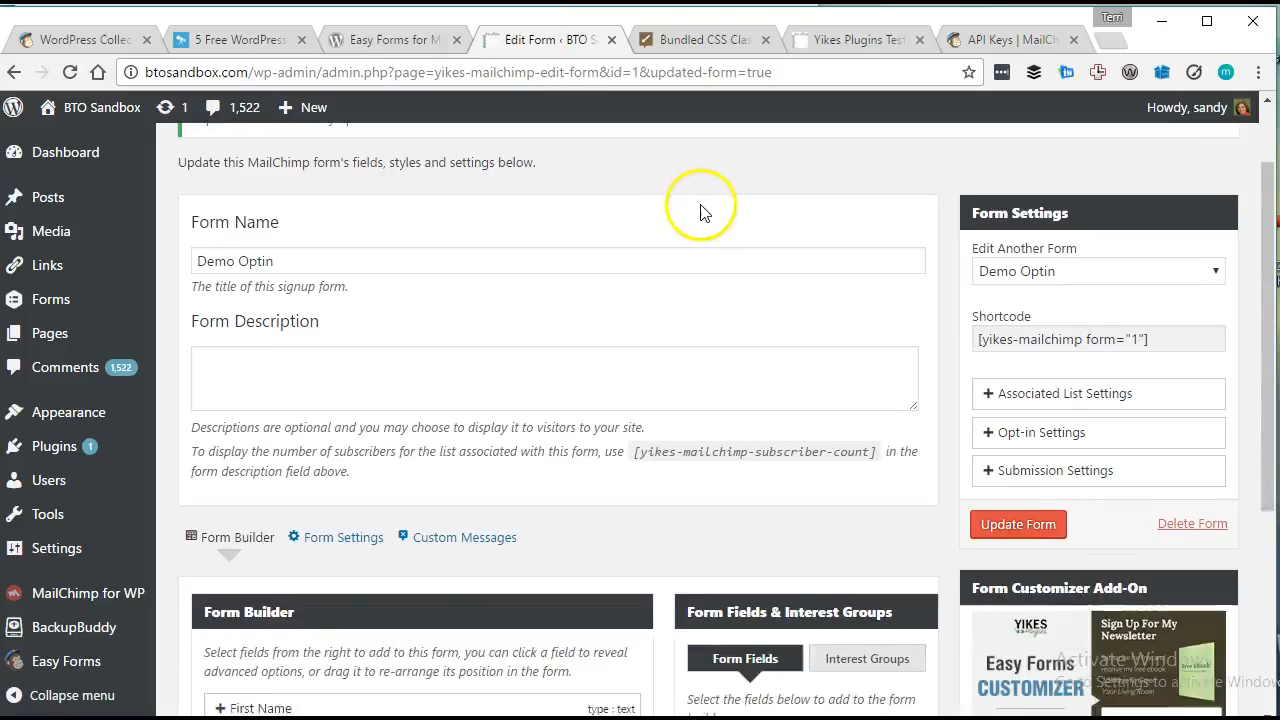 Terri
WordPress Collec
5 Free WordPress
Easy Forms for M
Edit Form ‹ BTO S
Bundled CSS Clas
Yikes Plugins Test
API Keys | MailCh
btosandbox.com/wp-admin/admin.php?page=yikes-mailchimp-edit-form&id=1&updated-form=true
BTO Sandbox
1
1,522
New
Howdy, sandy
Dashboard
Posts
Media
Links
Forms
Pages
Comments 1,522
Appearance
Plugins 1
Users
Tools
Settings
MailChimp for WP
BackupBuddy
Easy Forms
Collapse menu
Update this MailChimp form's fields, styles and settings below.
Form Name
Demo Optin
The title of this signup form.
Form Description
Descriptions are optional and you may choose to display it to visitors of your site.
To display the number of subscribers for the list associated with this form, use [yikes-mailchimp-subscriber-count] in the
form description field above.
Form Builder
Form Settings
Custom Messages
Form Builder
Select fields from the right to add to this form, you can click a field to reveal
advanced options, or drag it to re-arrange its position in the form.
First Name type : text
Form Fields & Interest Groups
Form Fields
Interest Groups
Select the fields below to add to the form
Form Settings
Edit Another Form
Demo Optin
Shortcode
[yikes-mailchimp form="1"]
Associated List Settings
Opt-in Settings
Submission Settings
Update Form
Delete Form
Form Customizer Add-On
YIKES
Easy Forms
CUSTOMIZER
Sign Up For My
Newsletter
Activate Windows
Go to Settings to activate Windows